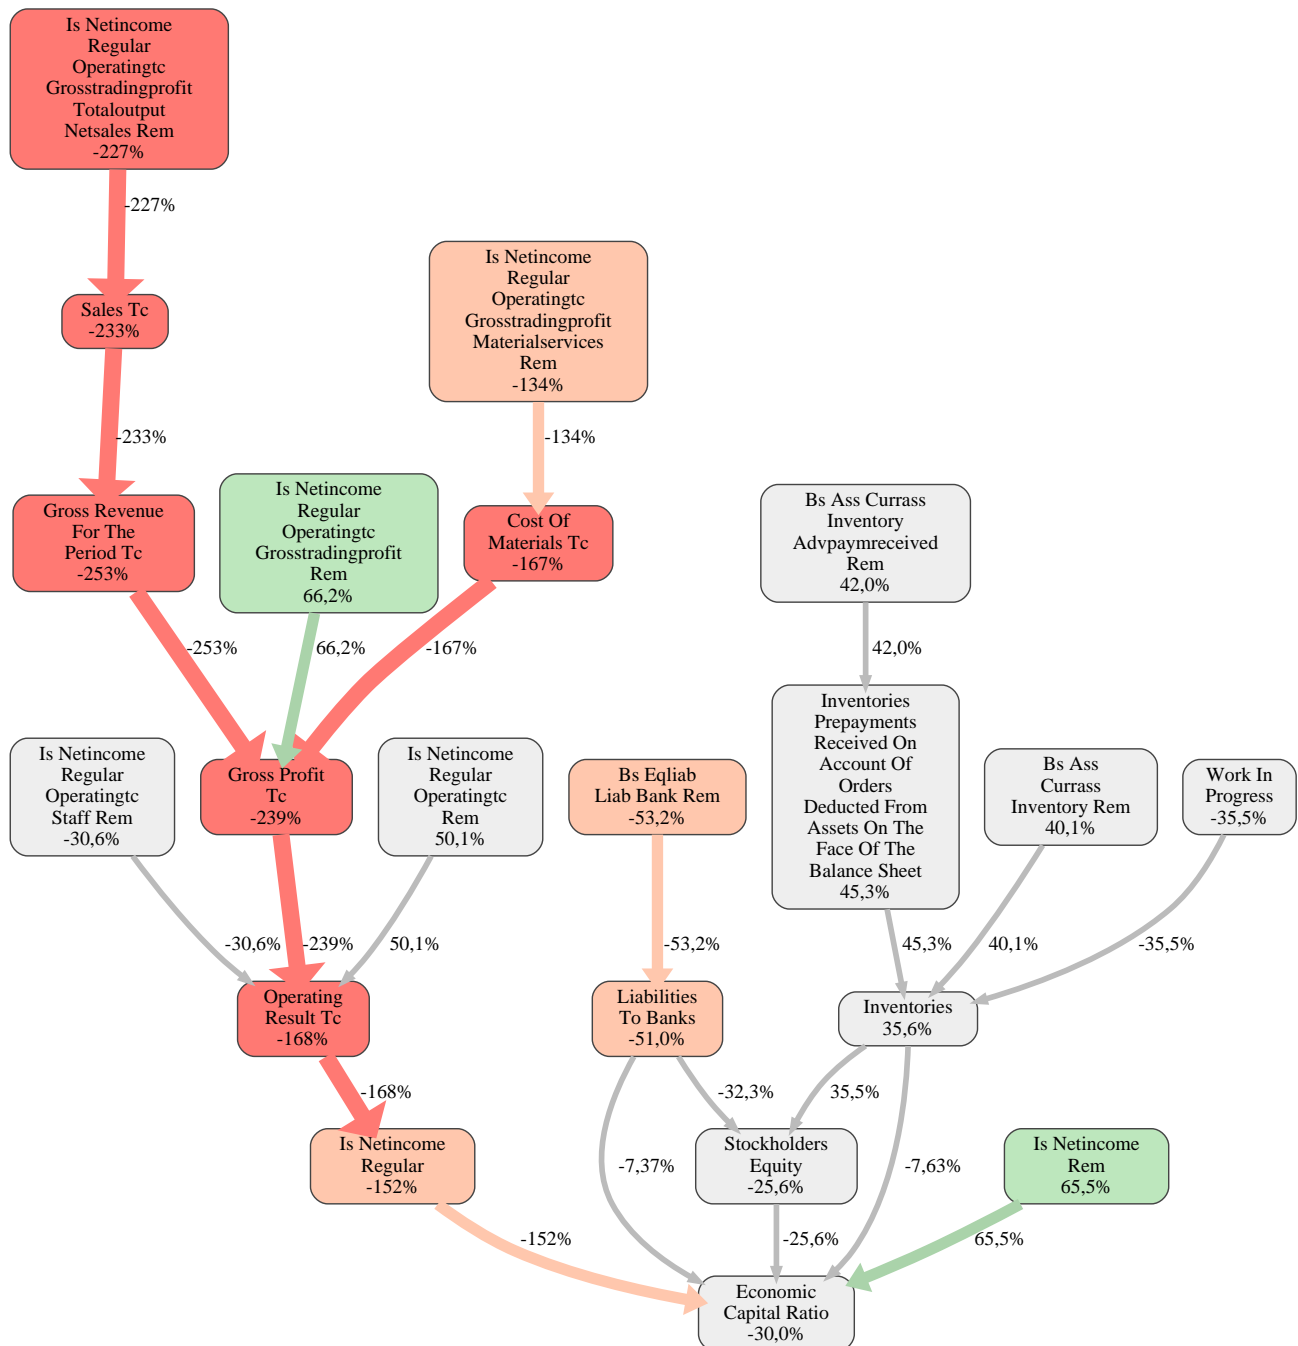 Is Netincome
Regular
Operatingtc
Grosstradingprofit
Totaloutput
Netsales Rem
-227%
-227%
Is Netincome
Regular
Operatingtc
Grosstradingprofit
Materialservices
Rem
-134%
Sales Tc
-233%
-233%
-134%
Is Netincome
Regular
Operatingtc
Grosstradingprofit
Rem
66,2%
Bs Ass Currass
Inventory
Advpaymreceived
Rem
42,0%
Gross Revenue
For The
Period Tc
-253%
Cost Of
Materials Tc
-167%
-253%
66,2%
-167%
42,0%
Inventories
Prepayments
Received On
Account Of
Orders
Deducted From
Assets On The
Face Of The
Balance Sheet
45,3%
Is Netincome
Regular
Operatingtc
Staff Rem
-30,6%
Gross Profit
Tc
-239%
Is Netincome
Regular
Operatingtc
Rem
50,1%
Bs Eqliab
Liab Bank Rem
-53,2%
Bs Ass
Currass
Inventory Rem
40,1%
Work In
Progress
-35,5%
-30,6%
-239%
50,1%
-53,2%
45,3%
40,1%
-35,5%
Operating
Result Tc
-168%
Liabilities
To Banks
-51,0%
Inventories
35,6%
-168%
-32,3%
35,5%
Is Netincome
Regular
-152%
-7,37%
Stockholders
Equity
-25,6%
-7,63%
Is Netincome
Rem
65,5%
-152%
-25,6%
65,5%
Economic
Capital Ratio
-30,0%